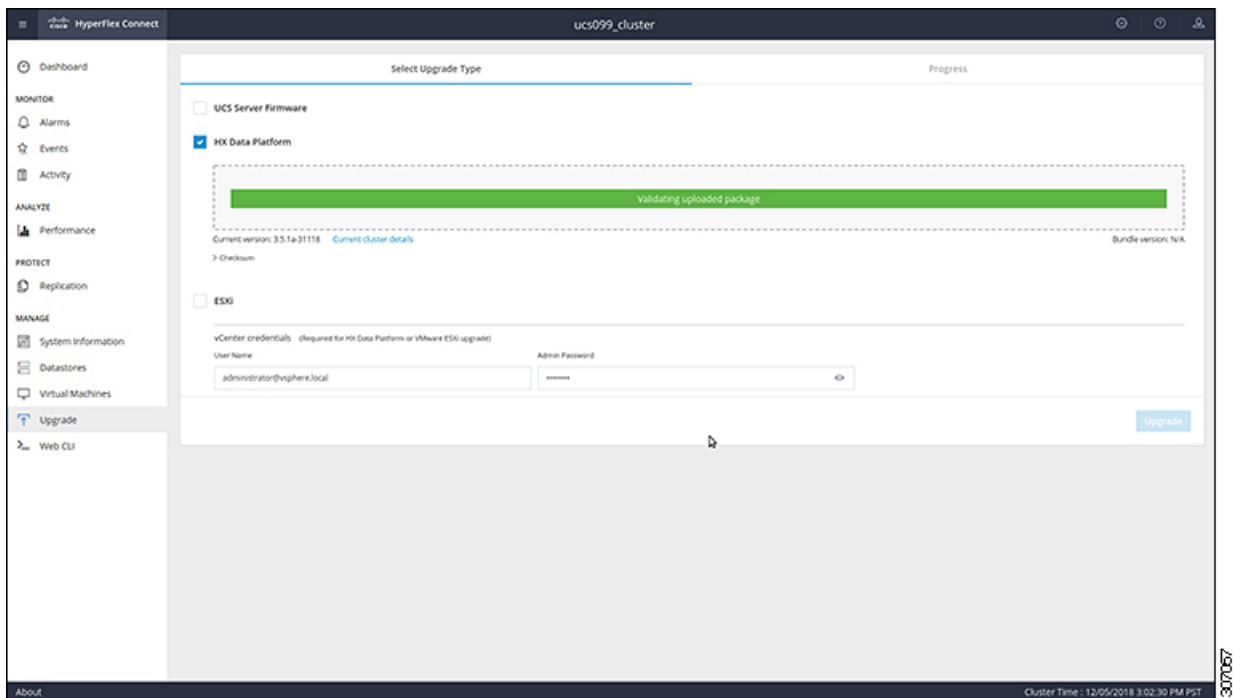 CISCO HyperFlex Connect
ucs099_cluster
Dashboard
MONITOR
Alarms
Events
Activity
ANALYZE
Performance
PROTECT
Replication
MANAGE
System Information
Datastores
Virtual Machines
Upgrade
Web CLI
Select Upgrade Type
Progress
UCS Server Firmware
HX Data Platform
Validating uploaded package
Current version: 3.5.1a-31118 Current cluster details
Bundle version: N/A
> Checksum
ESXi
vCenter credentials (Required for HX Data Platform or VMware ESXi upgrade)
User Name
Admin Password
administrator@vsphere.local
•••••••
Upgrade
About
Cluster Time : 12/05/2018 3:02:30 PM PST
307067